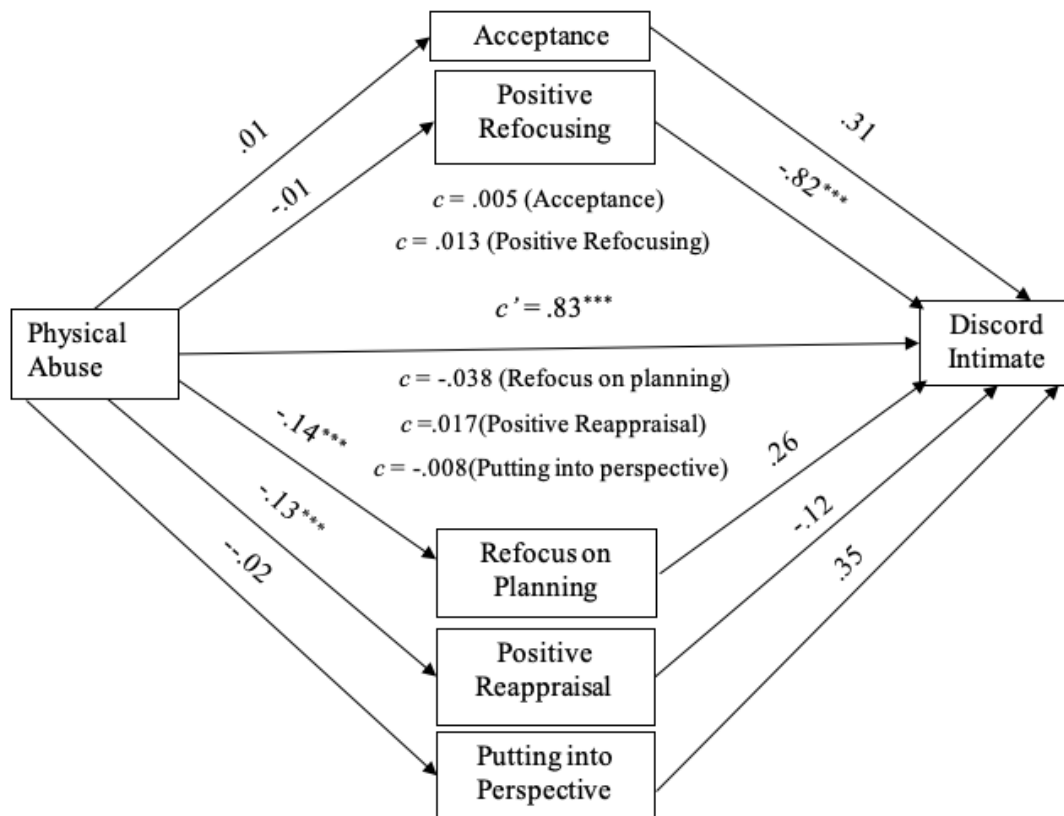 Acceptance
Positive
Refocusing
.01
-.01
.31
-.82***
c = .005 (Acceptance)
c = .013 (Positive Refocusing)
c’ = .83***
Physical
Abuse
Discord
Intimate
c = -.038 (Refocus on planning)
c =.017(Positive Reappraisal)
c = -.008(Putting into perspective)
-.14***
-.13***
--.02
.26
-.12
.35
Refocus on
Planning
Positive
Reappraisal
Putting into
Perspective